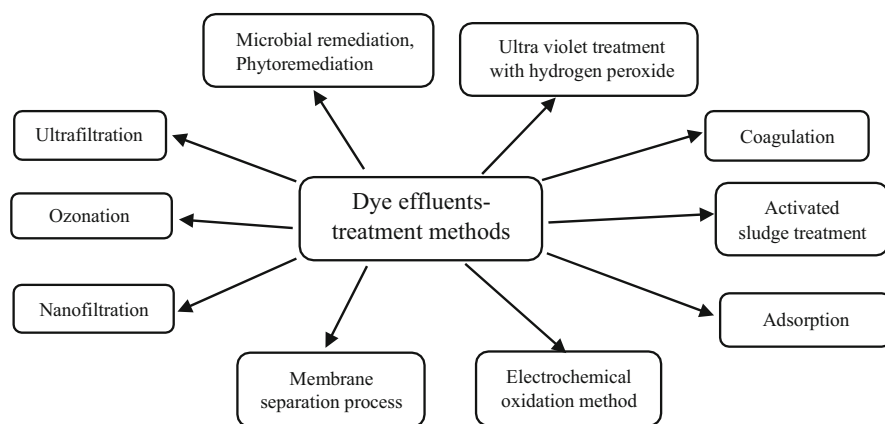 Microbial remediation,
Phytoremediation
Ultra violet treatment
with hydrogen peroxide
Ultrafiltration
Coagulation
Dye effluents-
treatment methods
Ozonation
Activated
sludge treatment
Nanofiltration
Adsorption
Membrane
separation process
Electrochemical
oxidation method